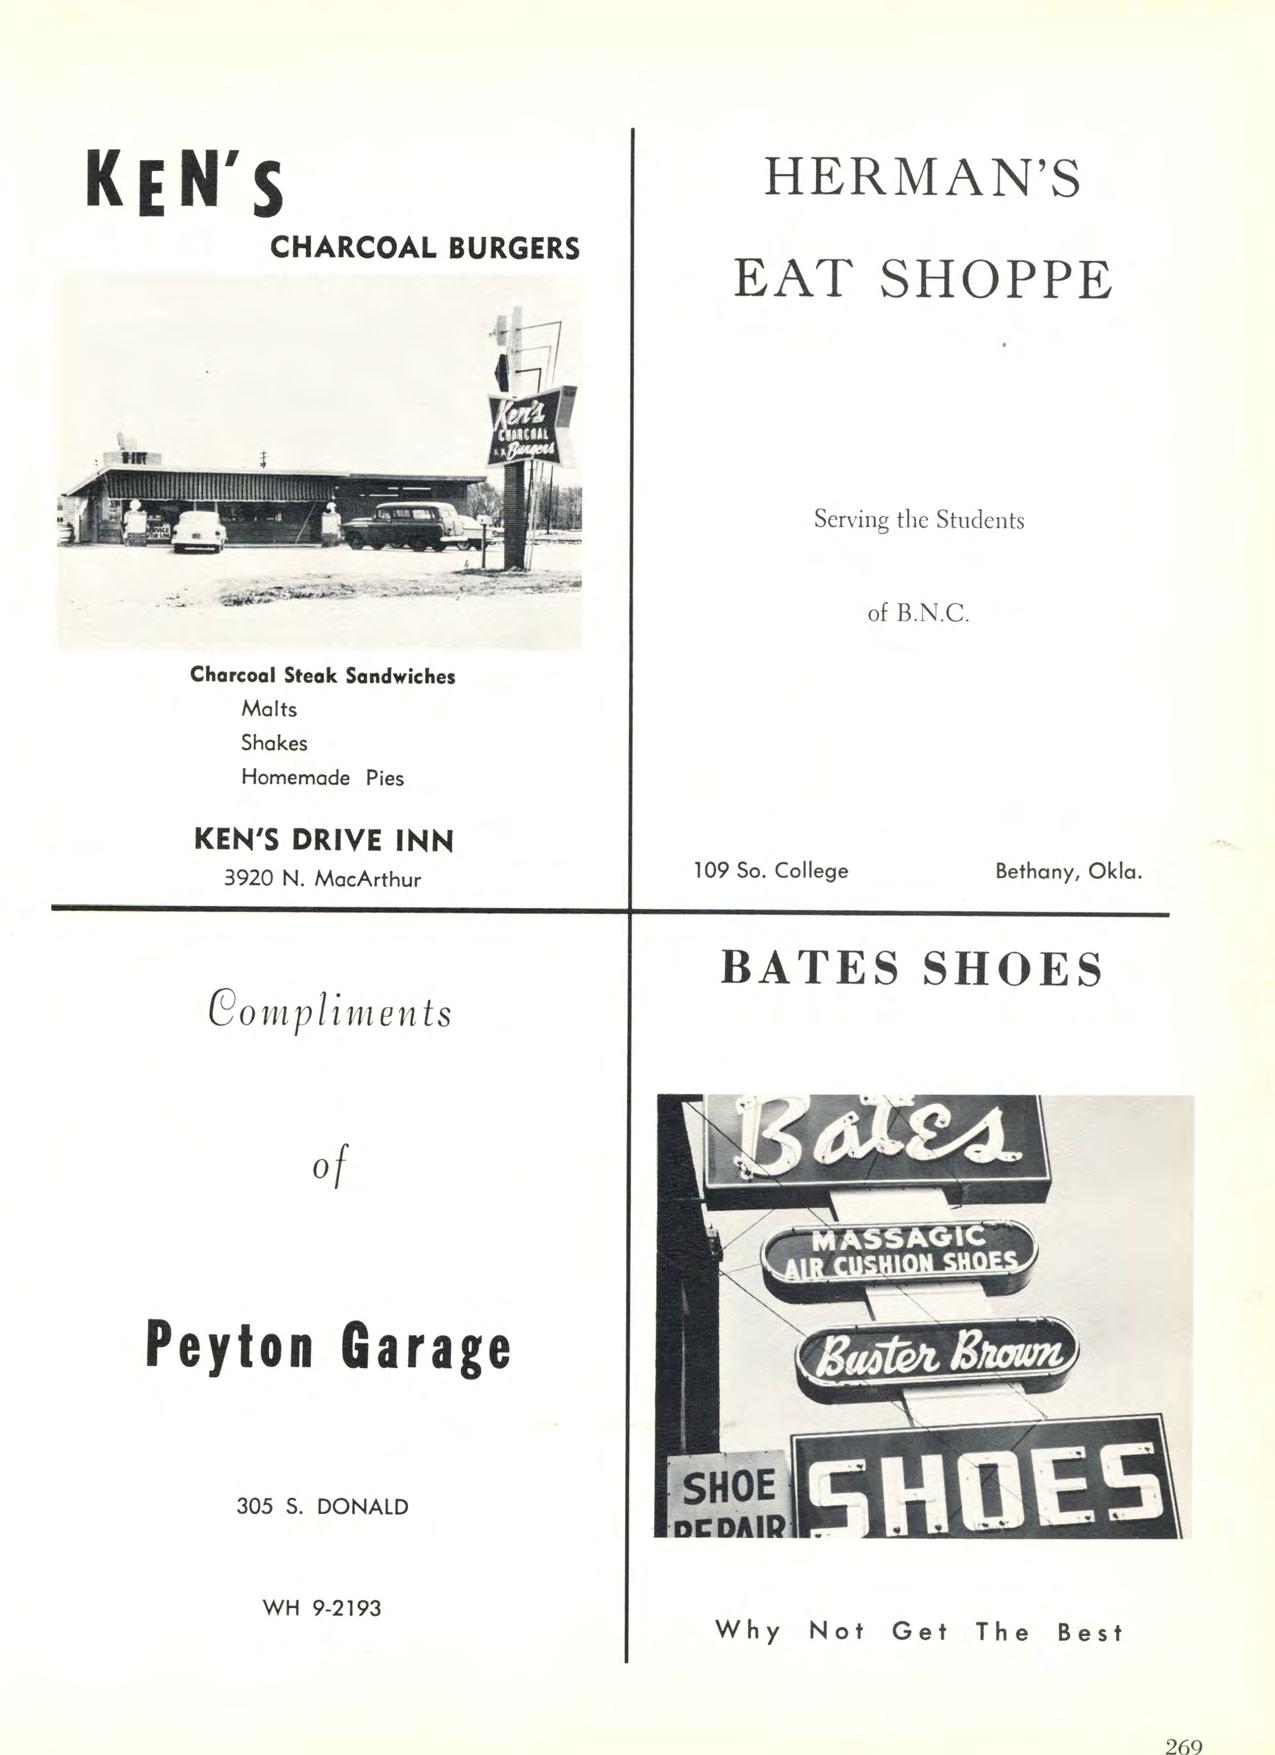 KEN'S
CHARCOAL BURGERS
Ken's
CHARCOAL
Burgers
Charcoal Steak Sandwiches
Malts
Shakes
Homemade Pies
KEN'S DRIVE INN
3920 N. MacArthur
HERMAN'S
EAT SHOPPE
Serving the Students
of B.N.C.
109 So. College Bethany, Okla.
Compliments
of
Peyton Garage
305 S. DONALD
WH 9-2193
BATES SHOES
Bates
MASSAGIC
AIR CUSHION SHOES
Buster Brown
SHOES
SHOE
REPAIR
Why Not Get The Best
269